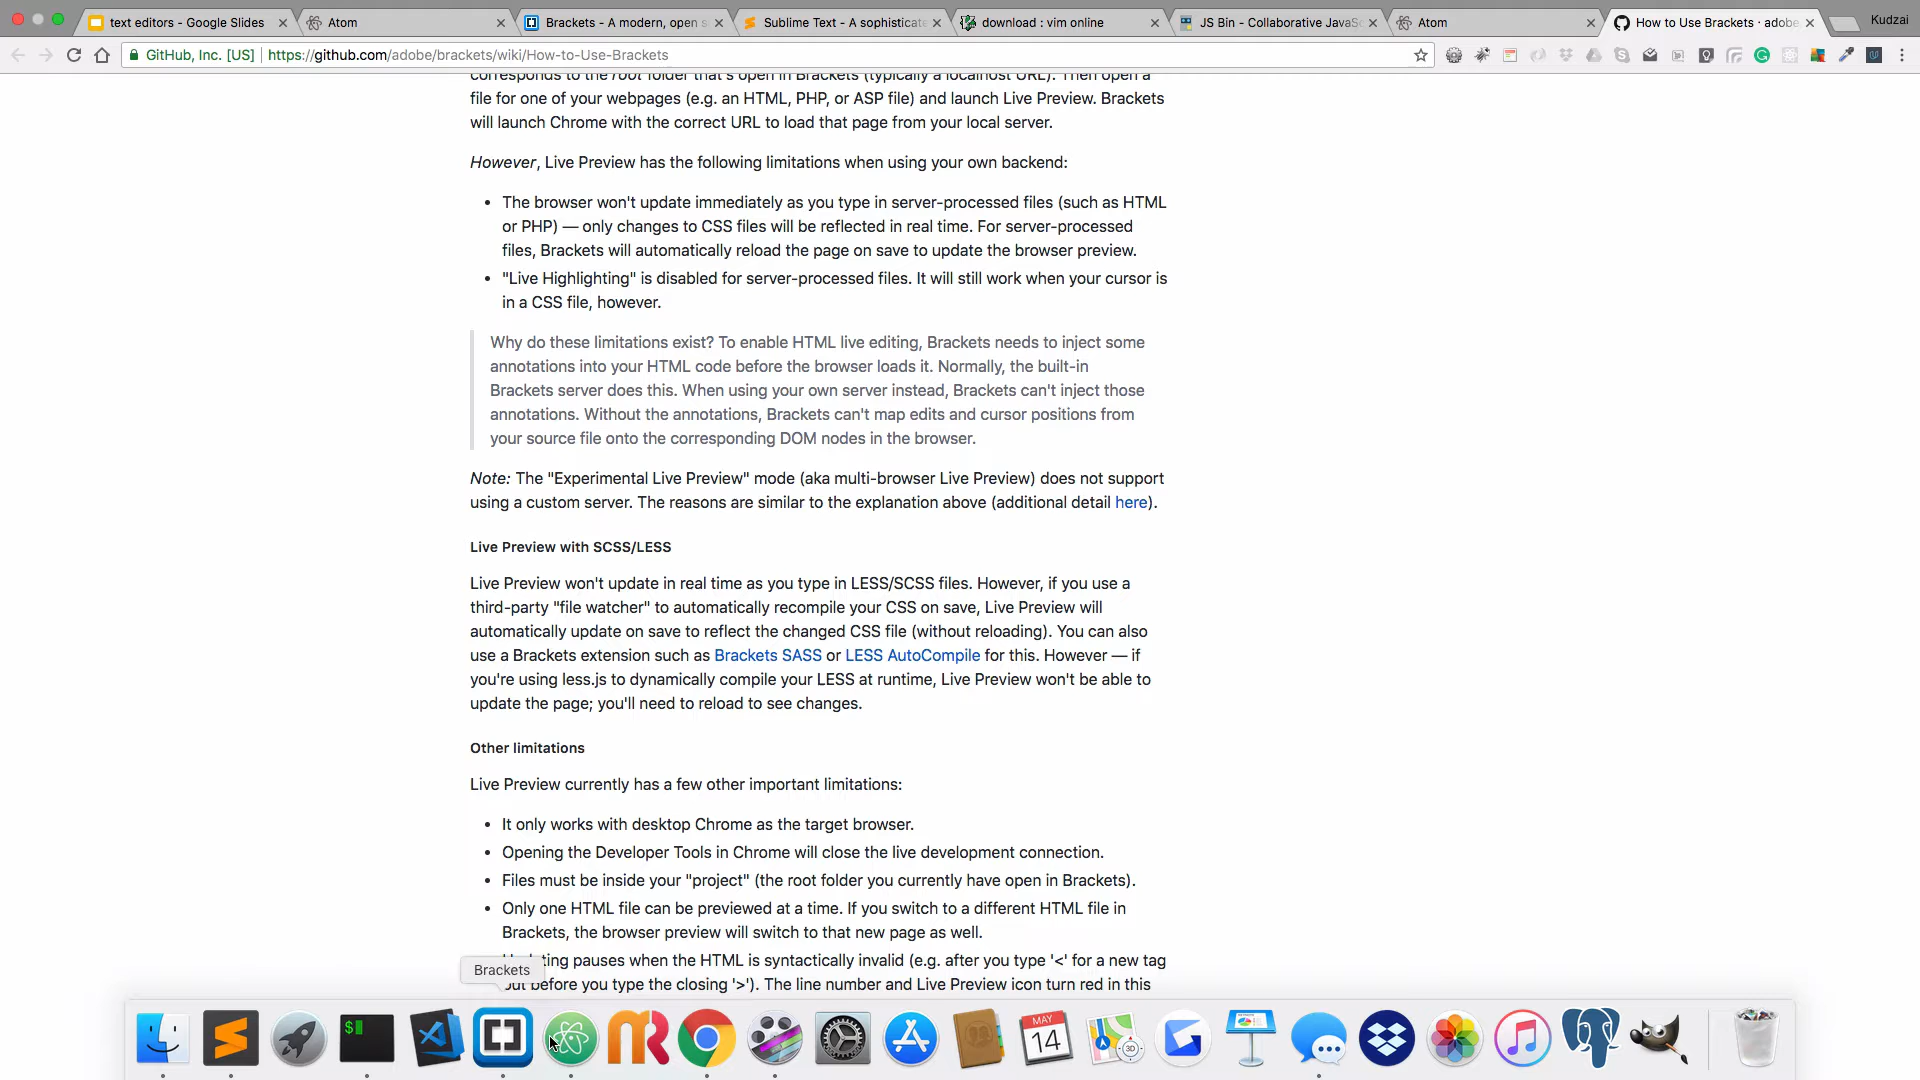 text editors - Google Slides
Atom
Brackets - A modern, open s
Sublime Text - A sophisticate
download : vim online
JS Bin - Collaborative JavaSc
Atom
How to Use Brackets · adobe
Kudzai
GitHub, Inc. [US]
https://github.com/adobe/brackets/wiki/How-to-Use-Brackets
corresponds to the root folder that's open in Brackets (typically a localhost URL). Then open a
file for one of your webpages (e.g. an HTML, PHP, or ASP file) and launch Live Preview. Brackets
will launch Chrome with the correct URL to load that page from your local server.
However, Live Preview has the following limitations when using your own backend:
• The browser won't update immediately as you type in server-processed files (such as HTML
or PHP) — only changes to CSS files will be reflected in real time. For server-processed
files, Brackets will automatically reload the page on save to update the browser preview.
• "Live Highlighting" is disabled for server-processed files. It will still work when your cursor is
in a CSS file, however.
Why do these limitations exist? To enable HTML live editing, Brackets needs to inject some
annotations into your HTML code before the browser loads it. Normally, the built-in
Brackets server does this. When using your own server instead, Brackets can't inject those
annotations. Without the annotations, Brackets can't map edits and cursor positions from
your source file onto the corresponding DOM nodes in the browser.
Note: The "Experimental Live Preview" mode (aka multi-browser Live Preview) does not support
using a custom server. The reasons are similar to the explanation above (additional detail here).
Live Preview with SCSS/LESS
Live Preview won't update in real time as you type in LESS/SCSS files. However, if you use a
third-party "file watcher" to automatically recompile your CSS on save, Live Preview will
automatically update on save to reflect the changed CSS file (without reloading). You can also
use a Brackets extension such as Brackets SASS or LESS AutoCompile for this. However — if
you're using less.js to dynamically compile your LESS at runtime, Live Preview won't be able to
update the page; you'll need to reload to see changes.
Other limitations
Live Preview currently has a few other important limitations:
• It only works with desktop Chrome as the target browser.
• Opening the Developer Tools in Chrome will close the live development connection.
• Files must be inside your "project" (the root folder you currently have open in Brackets).
• Only one HTML file can be previewed at a time. If you switch to a different HTML file in
Brackets, the browser preview will switch to that new page as well.
pauses when the HTML is syntactically invalid (e.g. after you type '<' for a new tag
Brackets
but before you type the closing '>'). The line number and Live Preview icon turn red in this
$
MAY
14
3D